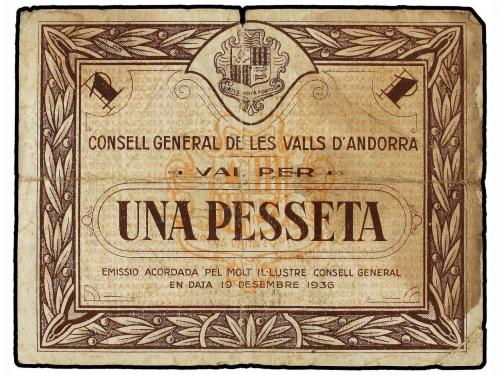 1 P
CONSELL GENERAL DE LES VALLS D'ANDORRA
VAL PER
UNA PESSETA
EMISSIO ACORDADA PEL MOLT IL·LUSTRE CONSELL GENERAL
EN DATA 19 DESEMBRE 1936